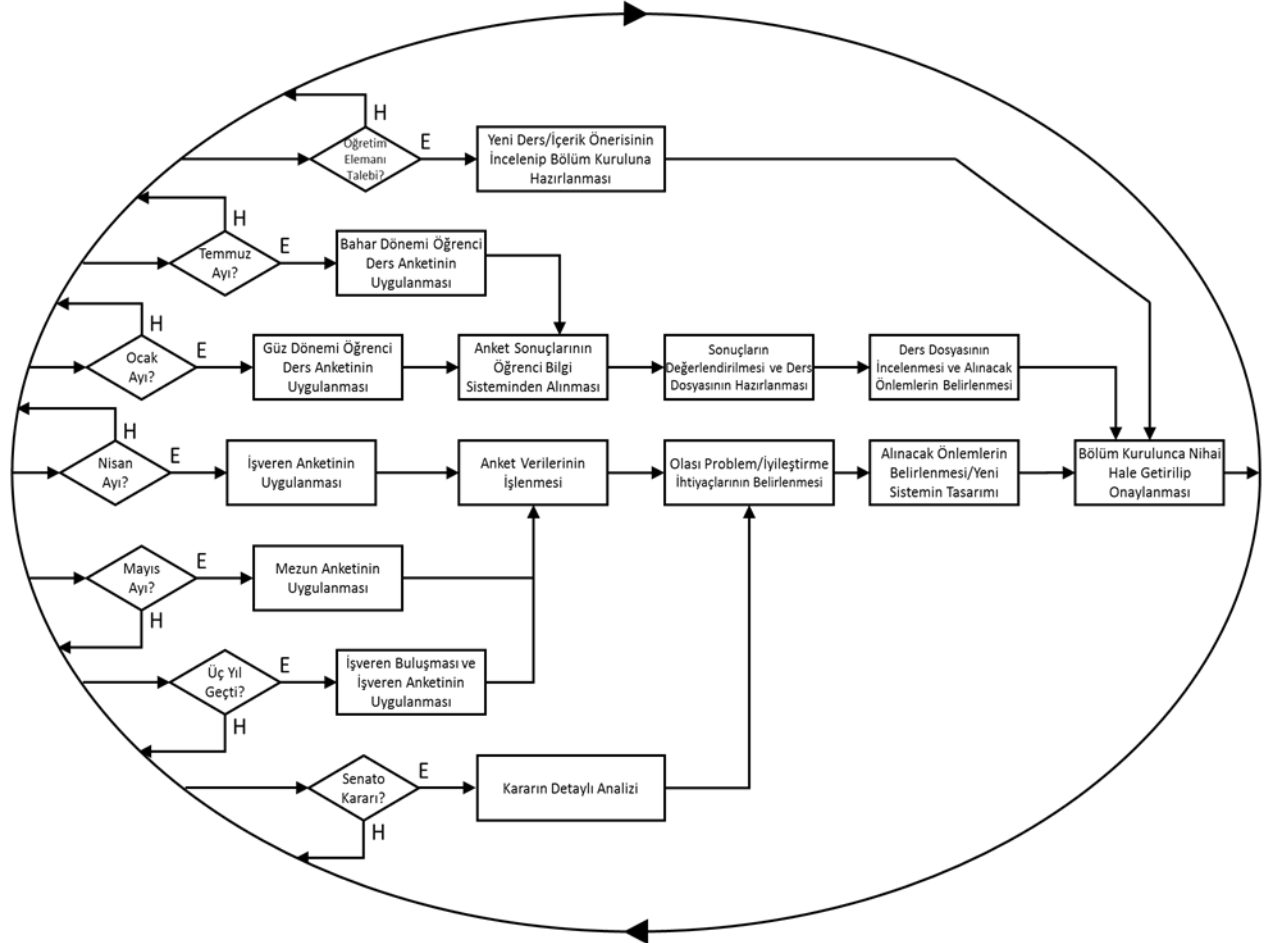 H
Öğretim
Elemanı
Talebi?
E
Yeni Ders/İçerik Önerisinin
İncelenip Bölüm Kuruluna
Hazırlanması
H
Temmuz
Ayı?
E
Bahar Dönemi Öğrenci
Ders Anketinin
Uygulanması
H
Ocak
Ayı?
E
Güz Dönemi Öğrenci
Ders Anketinin
Uygulanması
Anket Sonuçlarının
Öğrenci Bilgi
Sisteminden Alınması
Sonuçların
Değerlendirilmesi ve Ders
Dosyasının Hazırlanması
Ders Dosyasının
İncelenmesi ve Alınacak
Önlemlerin Belirlenmesi
H
Nisan
Ayı?
E
İşveren Anketinin
Uygulanması
Anket Verilerinin
İşlenmesi
Olası Problem/İyileştirme
İhtiyaçlarının Belirlenmesi
Alınacak Önlemlerin
Belirlenmesi/Yeni
Sistemin Tasarımı
Bölüm Kurulunca Nihai
Hale Getirilip
Onaylanması
Mayıs
Ayı?
E
H
Mezun Anketinin
Uygulanması
Üç Yıl
Geçti?
E
H
İşveren Buluşması ve
İşveren Anketinin
Uygulanması
Senato
Kararı?
E
H
Kararın Detaylı Analizi